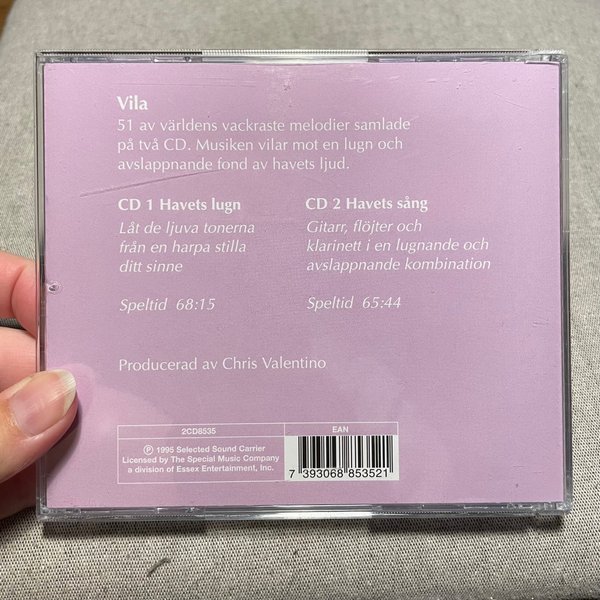 Vila
51 av världens vackraste melodier samlade
på två CD. Musiken vilar mot en lugn och
avslappnande fond av havets ljud.
CD 1 Havets lugn
Låt de ljuva tonerna
från en harpa stilla
ditt sinne
Speltid 68:15
CD 2 Havets sång
Gitarr, flöjter och
klarinett i en lugnande och
avslappnande kombination
Speltid 65:44
Producerad av Chris Valentino
2CD8535
℗ 1995 Selected Sound Carrier
Licensed by The Special Music Company
a division of Essex Entertainment, Inc.
EAN
7 393068 853521